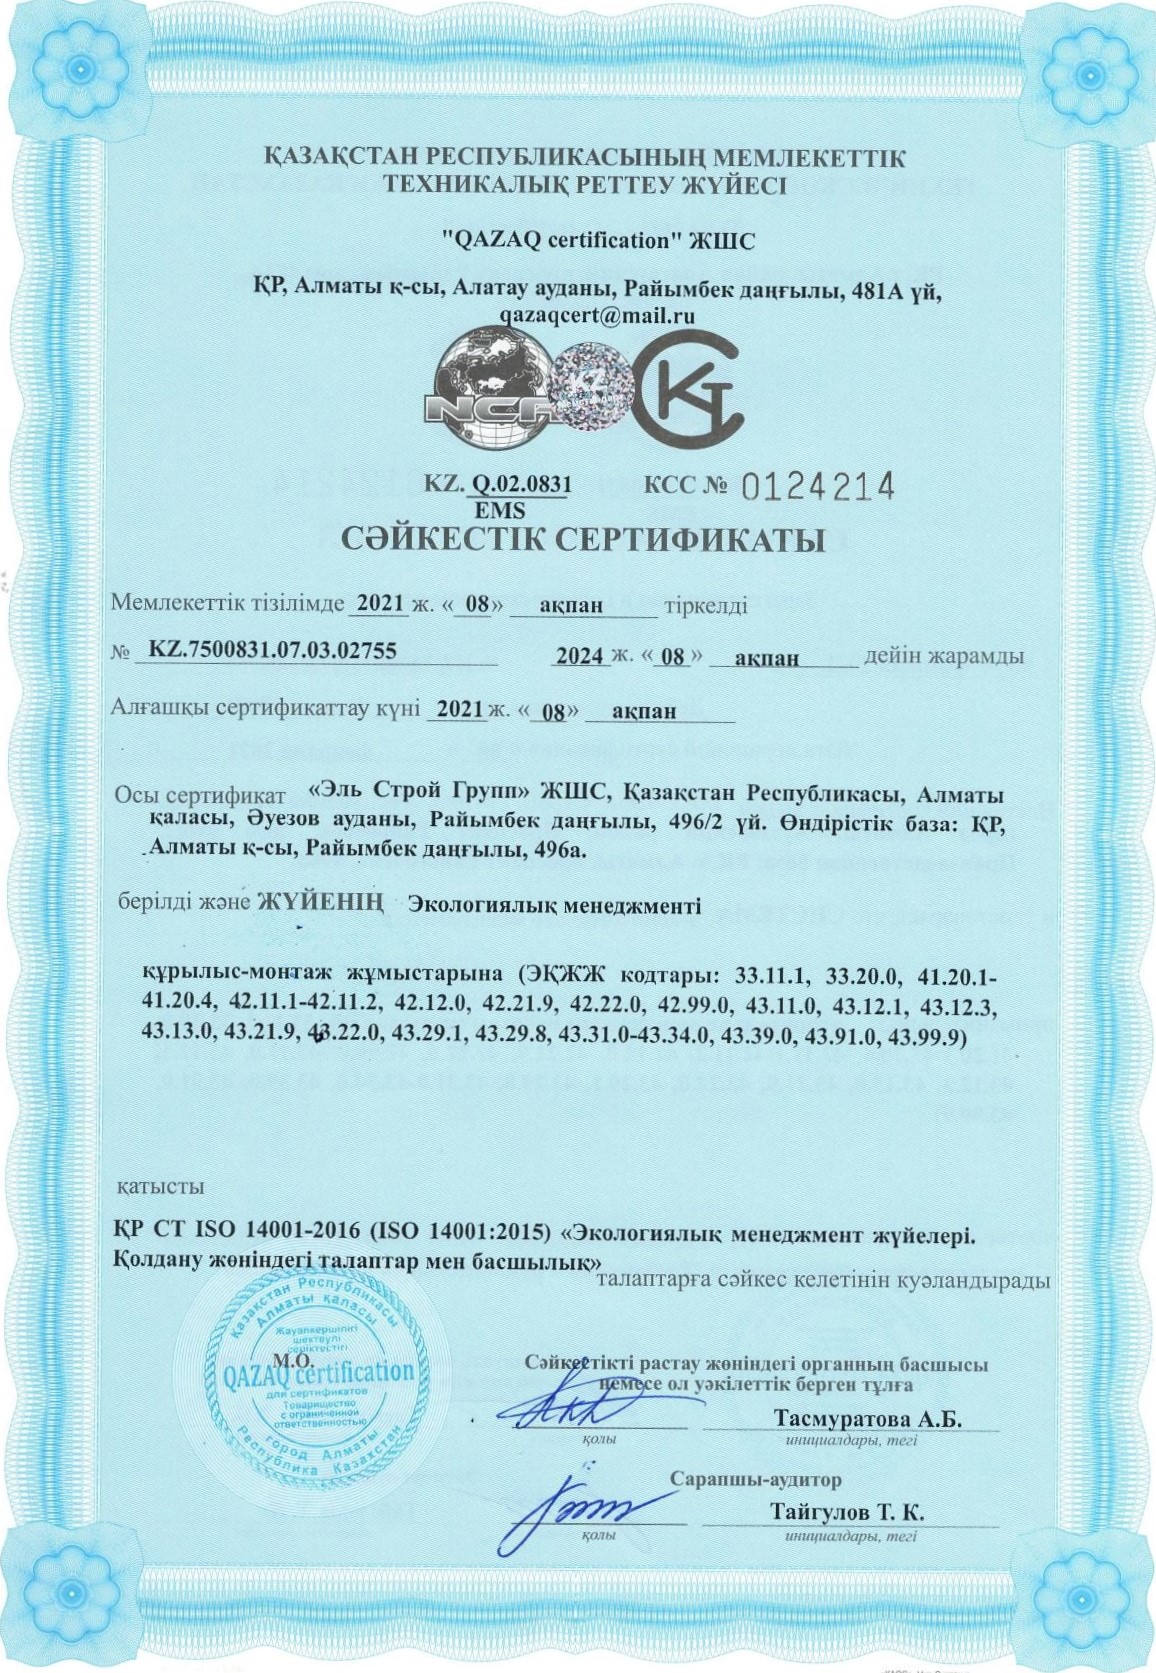 ҚАЗАҚСТАН РЕСПУБЛИКАСЫНЫҢ МЕМЛЕКЕТТІК
ТЕХНИКАЛЫҚ РЕТТЕУ ЖҮЙЕСІ
"QAZAQ certification" ЖШС
ҚР, Алматы қ-сы, Алатау ауданы, Райымбек даңғылы, 481А үй,
qazaqcert@mail.ru
NCA
KZ
KZ. Q.02.0831 КСС № 0124214
EMS
СӘЙКЕСТІК СЕРТИФИКАТЫ
Мемлекеттік тізілімде 2021 ж. «08» ақпан тіркелді
№ KZ.7500831.07.03.02755 2024 ж. «08» ақпан дейін жарамды
Алғашқы сертификаттау күні 2021 ж. «08» ақпан
Осы сертификат «Эль Строй Групп» ЖШС, Қазақстан Республикасы, Алматы
қаласы, Әуезов ауданы, Райымбек даңғылы, 496/2 үй. Өндірістік база: ҚР,
Алматы қ-сы, Райымбек даңғылы, 496а.
берілді және ЖҮЙЕНІҢ Экологиялық менеджменті
құрылыс-монтаж жұмыстарына (ЭҚЖЖ кодтары: 33.11.1, 33.20.0, 41.20.1-
41.20.4, 42.11.1-42.11.2, 42.12.0, 42.21.9, 42.22.0, 42.99.0, 43.11.0, 43.12.1, 43.12.3,
43.13.0, 43.21.9, 43.22.0, 43.29.1, 43.29.8, 43.31.0-43.34.0, 43.39.0, 43.91.0, 43.99.9)
қатысты
ҚР СТ ISO 14001-2016 (ISO 14001:2015) «Экологиялық менеджмент жүйелері.
Қолдану жөніндегі талаптар мен басшылық»
талаптарға сәйкес келетінін куәландырады
Қазақстан Республикасы
Алматы қаласы
Жауапкершілігі
шектеулі
серіктестігі
М.О.
QAZAQ certification
для сертификатов
Товарищество
с ограниченной
ответственностью
город Алматы
Республика Казахстан
Сәйкестікті растау жөніндегі органның басшысы
немесе ол уәкілеттік берген тұлға
Тасмуратова А.Б.
қолы инициалдары, тегі
Сарапшы-аудитор
Тайгулов Т. К.
қолы инициалдары, тегі